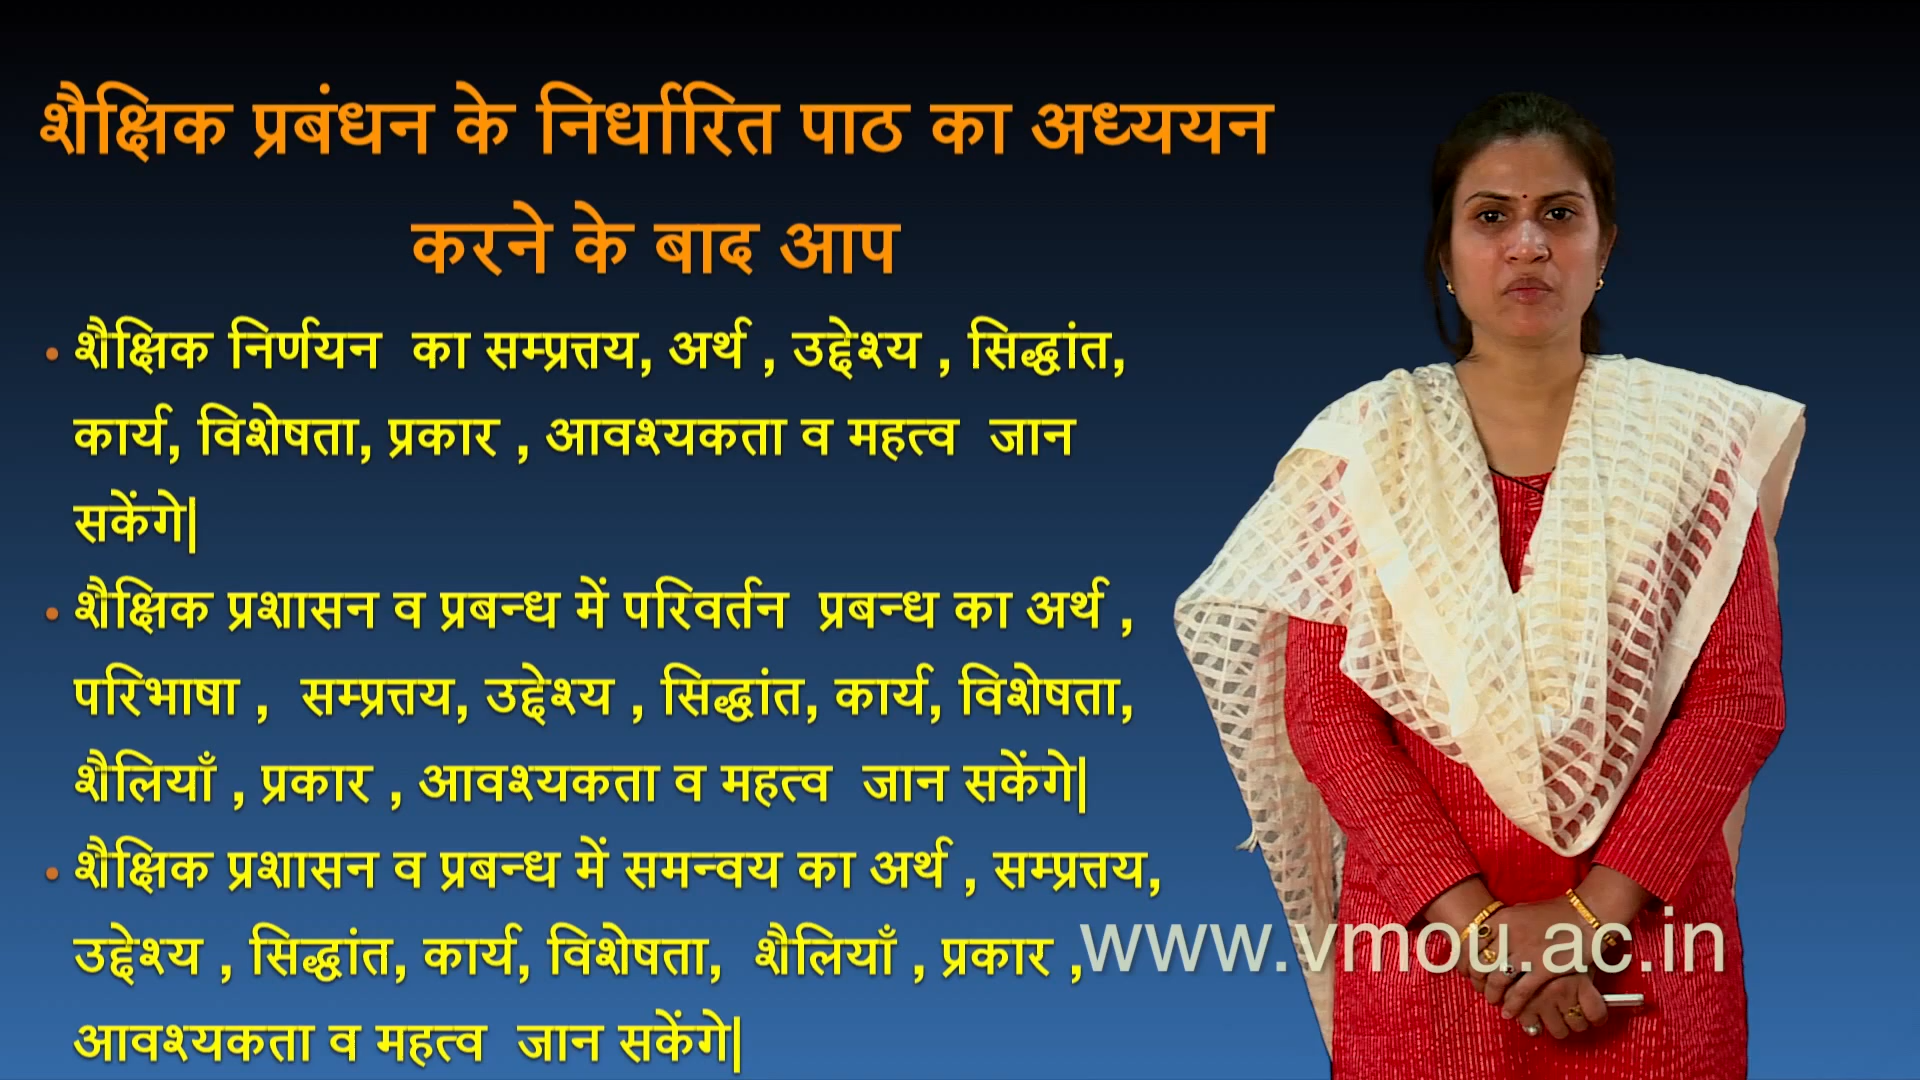 शैक्षिक प्रबंधन के निर्धारित पाठ का अध्ययन
करने के बाद आप
• शैक्षिक निर्णयन का सम्प्रत्तय, अर्थ , उद्देश्य , सिद्धांत,
कार्य, विशेषता, प्रकार , आवश्यकता व महत्व जान
सकेंगे|
• शैक्षिक प्रशासन व प्रबन्ध में परिवर्तन प्रबन्ध का अर्थ ,
परिभाषा , सम्प्रत्तय, उद्देश्य , सिद्धांत, कार्य, विशेषता,
शैलियाँ , प्रकार , आवश्यकता व महत्व जान सकेंगे|
• शैक्षिक प्रशासन व प्रबन्ध में समन्वय का अर्थ , सम्प्रत्तय,
उद्देश्य , सिद्धांत, कार्य, विशेषता, शैलियाँ , प्रकार ,
www.vmou.ac.in
आवश्यकता व महत्व जान सकेंगे|